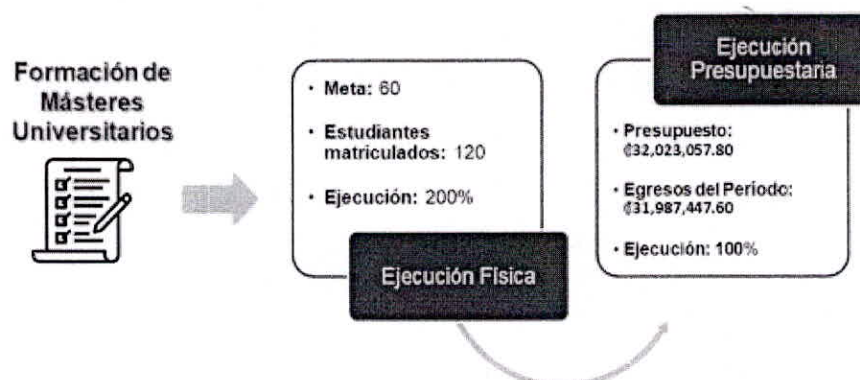 Formación de
Másteres
Universitarios
• Meta: 60
• Estudiantes
matriculados: 120
• Ejecución: 200%
Ejecución Física
Ejecución
Presupuestaria
• Presupuesto:
₡32,023,057.80
• Egresos del Período:
₡31,987,447.60
• Ejecución: 100%